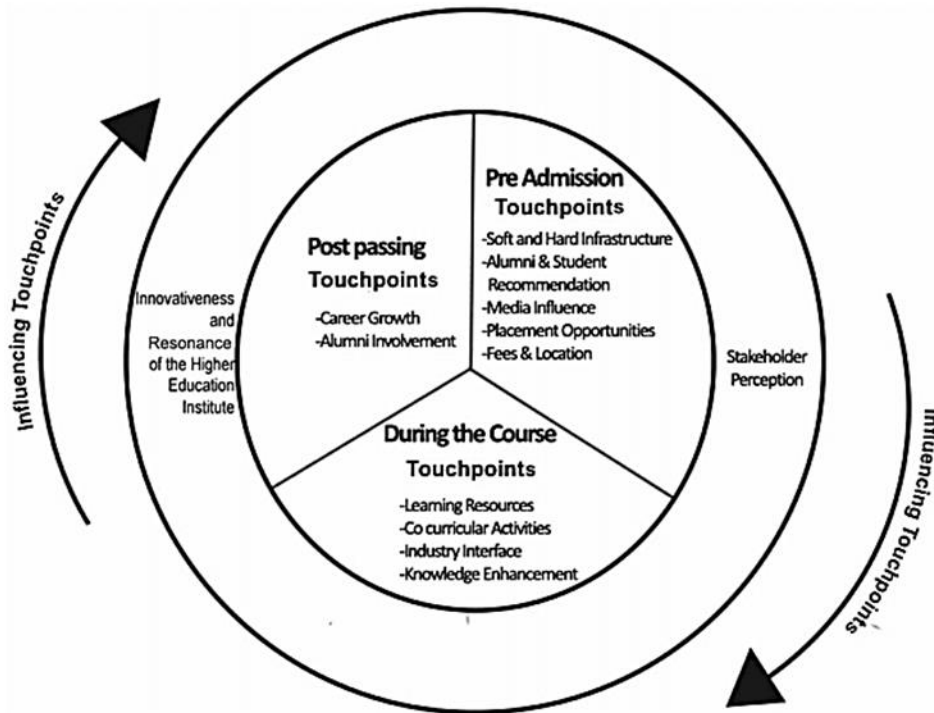 Influencing Touchpoints
Innovativeness
and
Resonance
of the Higher
Education
Institute
Post passing
Touchpoints
-Career Growth
-Alumni Involvement
Pre Admission
Touchpoints
-Soft and Hard Infrastructure
-Alumni & Student
Recommendation
-Media Influence
-Placement Opportunities
-Fees & Location
During the Course
Touchpoints
-Learning Resources
-Co curricular Activities
-Industry Interface
-Knowledge Enhancement
Stakeholder
Perception
Influencing Touchpoints